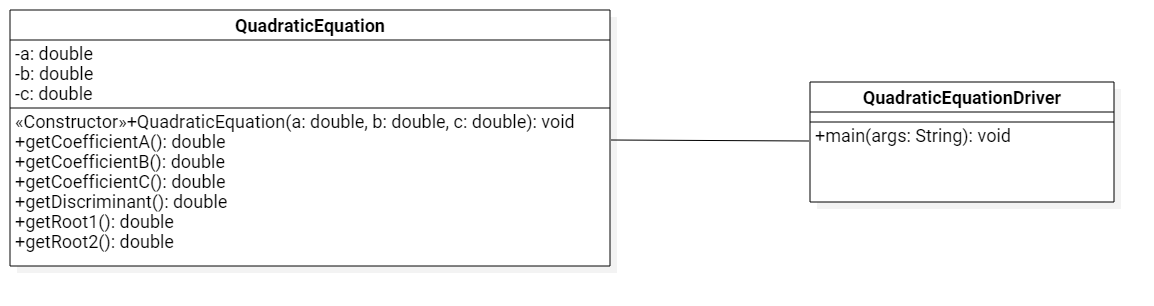 QuadraticEquation
-a: double
-b: double
-c: double
«Constructor»+QuadraticEquation(a: double, b: double, c: double): void
+getCoefficientA(): double
+getCoefficientB(): double
+getCoefficientC(): double
+getDiscriminant(): double
+getRoot1(): double
+getRoot2(): double
QuadraticEquationDriver
+main(args: String): void